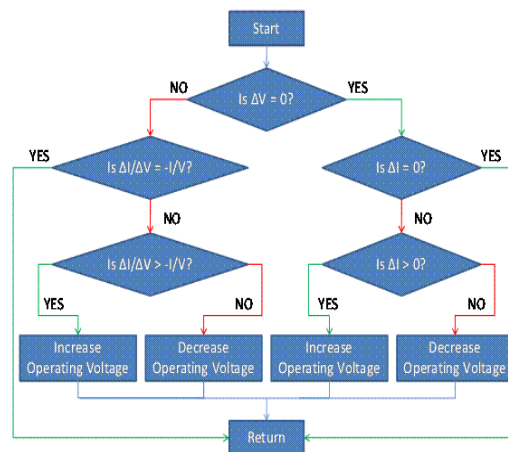 Start
Is ΔV = 0?
NO
YES
Is ΔI/ΔV = -I/V?
YES
NO
Is ΔI = 0?
YES
NO
Is ΔI/ΔV > -I/V?
YES
NO
Is ΔI > 0?
YES
NO
Increase
Operating Voltage
Decrease
Operating Voltage
Increase
Operating Voltage
Decrease
Operating Voltage
Return